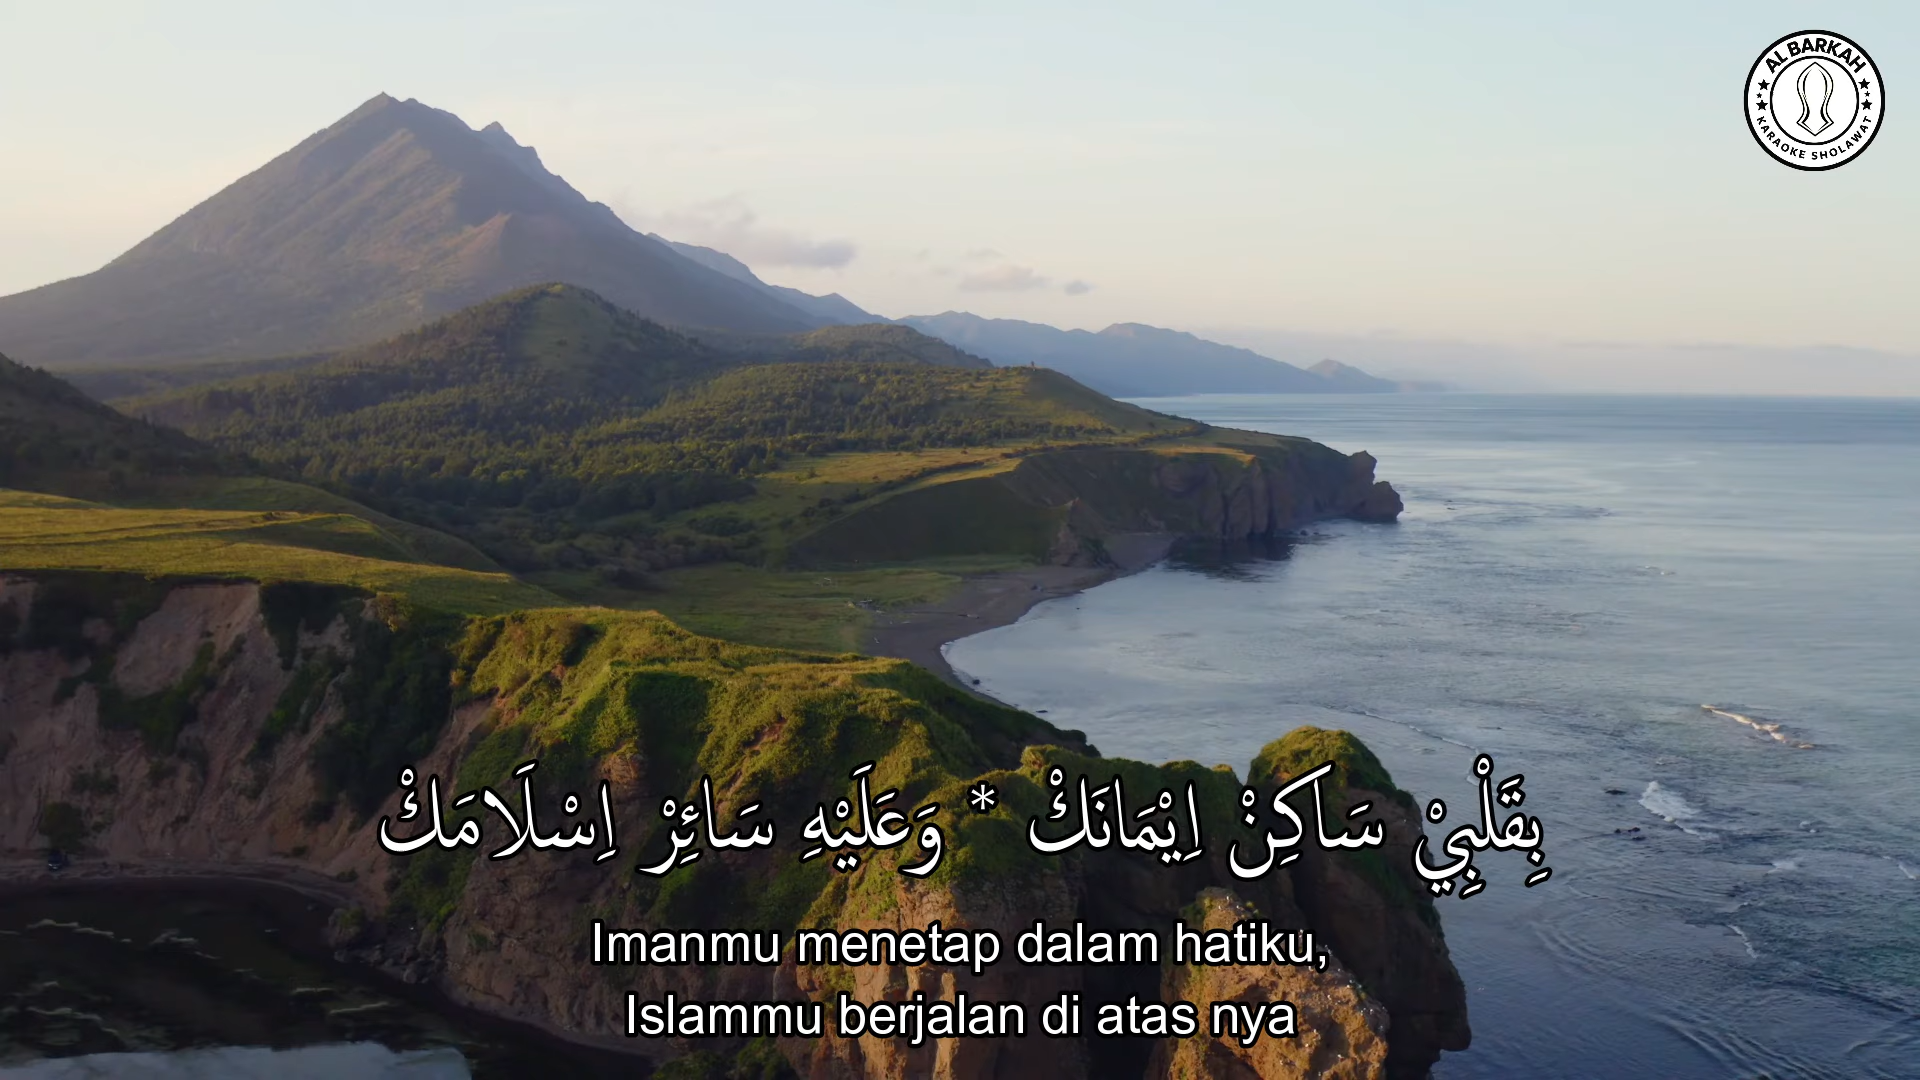 AL BARKAH
KARAOKE SHOLAWAT
بِقَلْبِيْ سَاكِنْ اِيْمَانَكْ * وَعَلَيْهِ سَائِرْ اِسْلَامَكْ
Imanmu menetap dalam hatiku,
Islammu berjalan di atas nya